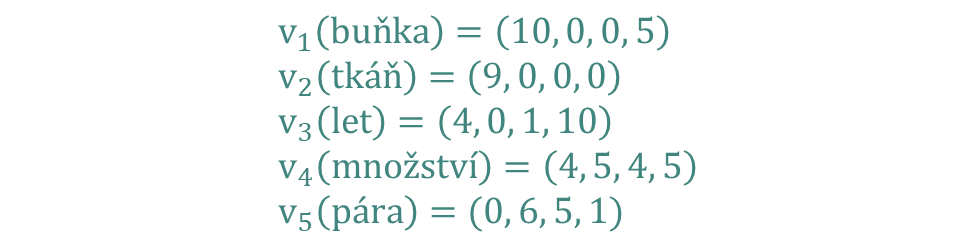 v₁(buňka) = (10, 0, 0, 5)
v₂(tkáň) = (9, 0, 0, 0)
v₃(let) = (4, 0, 1, 10)
v₄(množství) = (4, 5, 4, 5)
v₅(pára) = (0, 6, 5, 1)